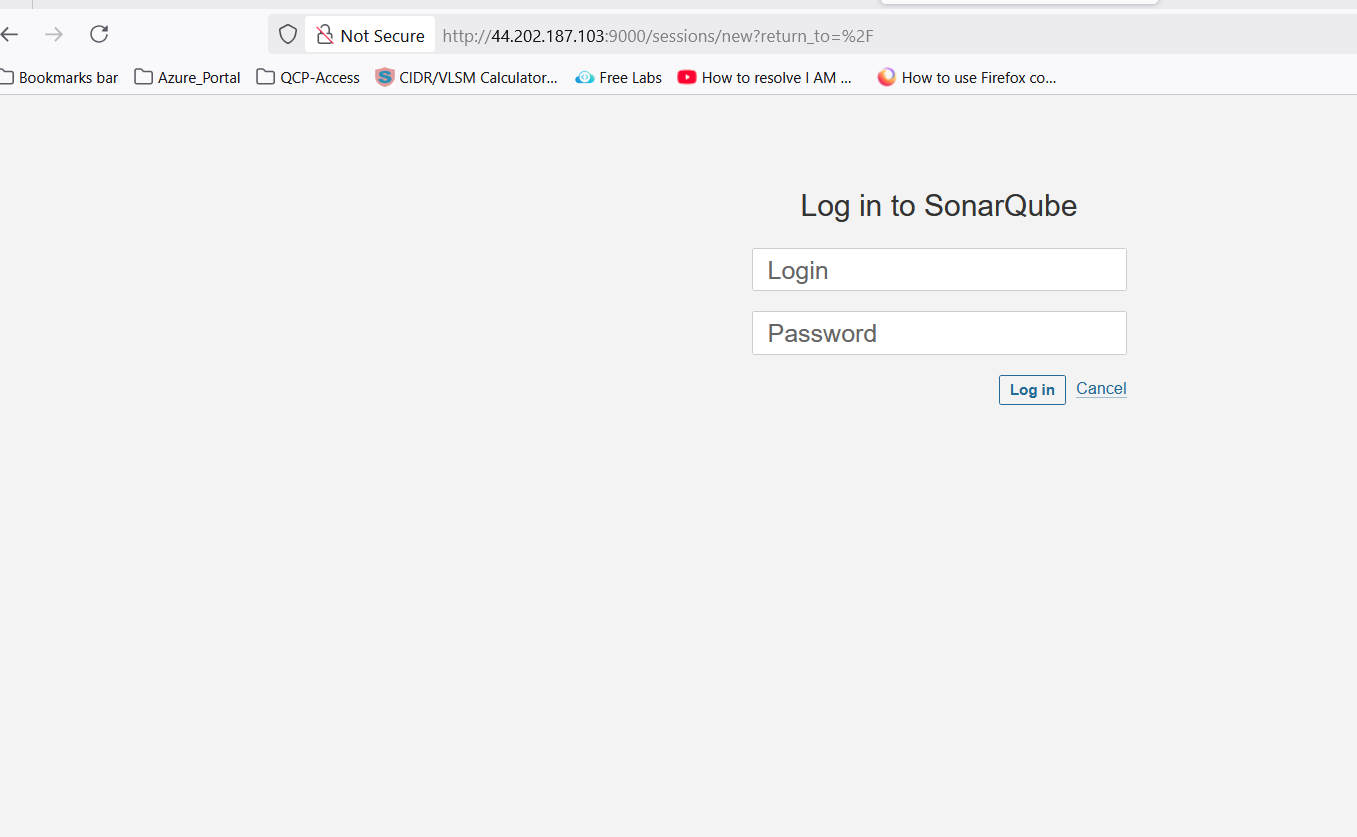 Not Secure http://44.202.187.103:9000/sessions/new?return_to=%2F
Bookmarks bar Azure_Portal QCP-Access CIDR/VLSM Calculator... Free Labs How to resolve I AM ... How to use Firefox co...
Log in to SonarQube
Login
Password
Log in Cancel